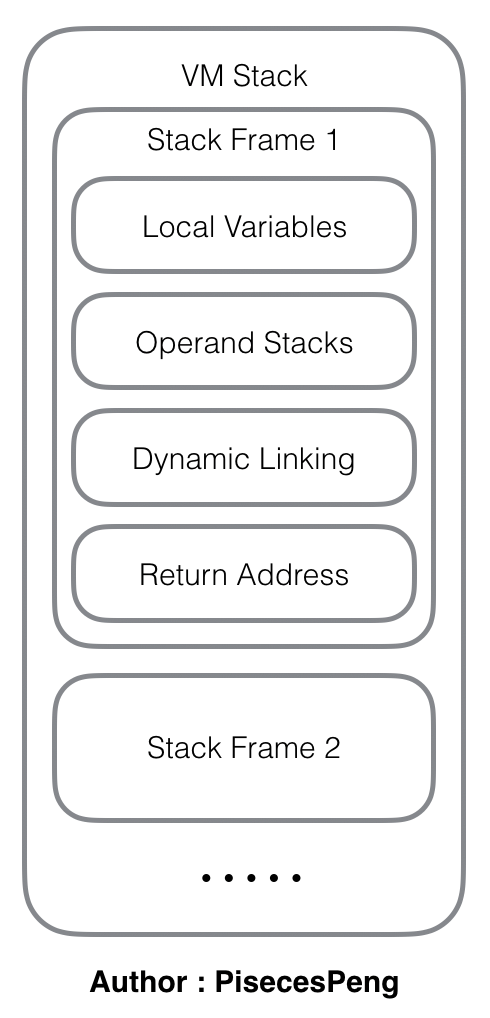 VM Stack
Stack Frame 1
Local Variables
Operand Stacks
Dynamic Linking
Return Address
Stack Frame 2
• • • • •
Author : PisecesPeng